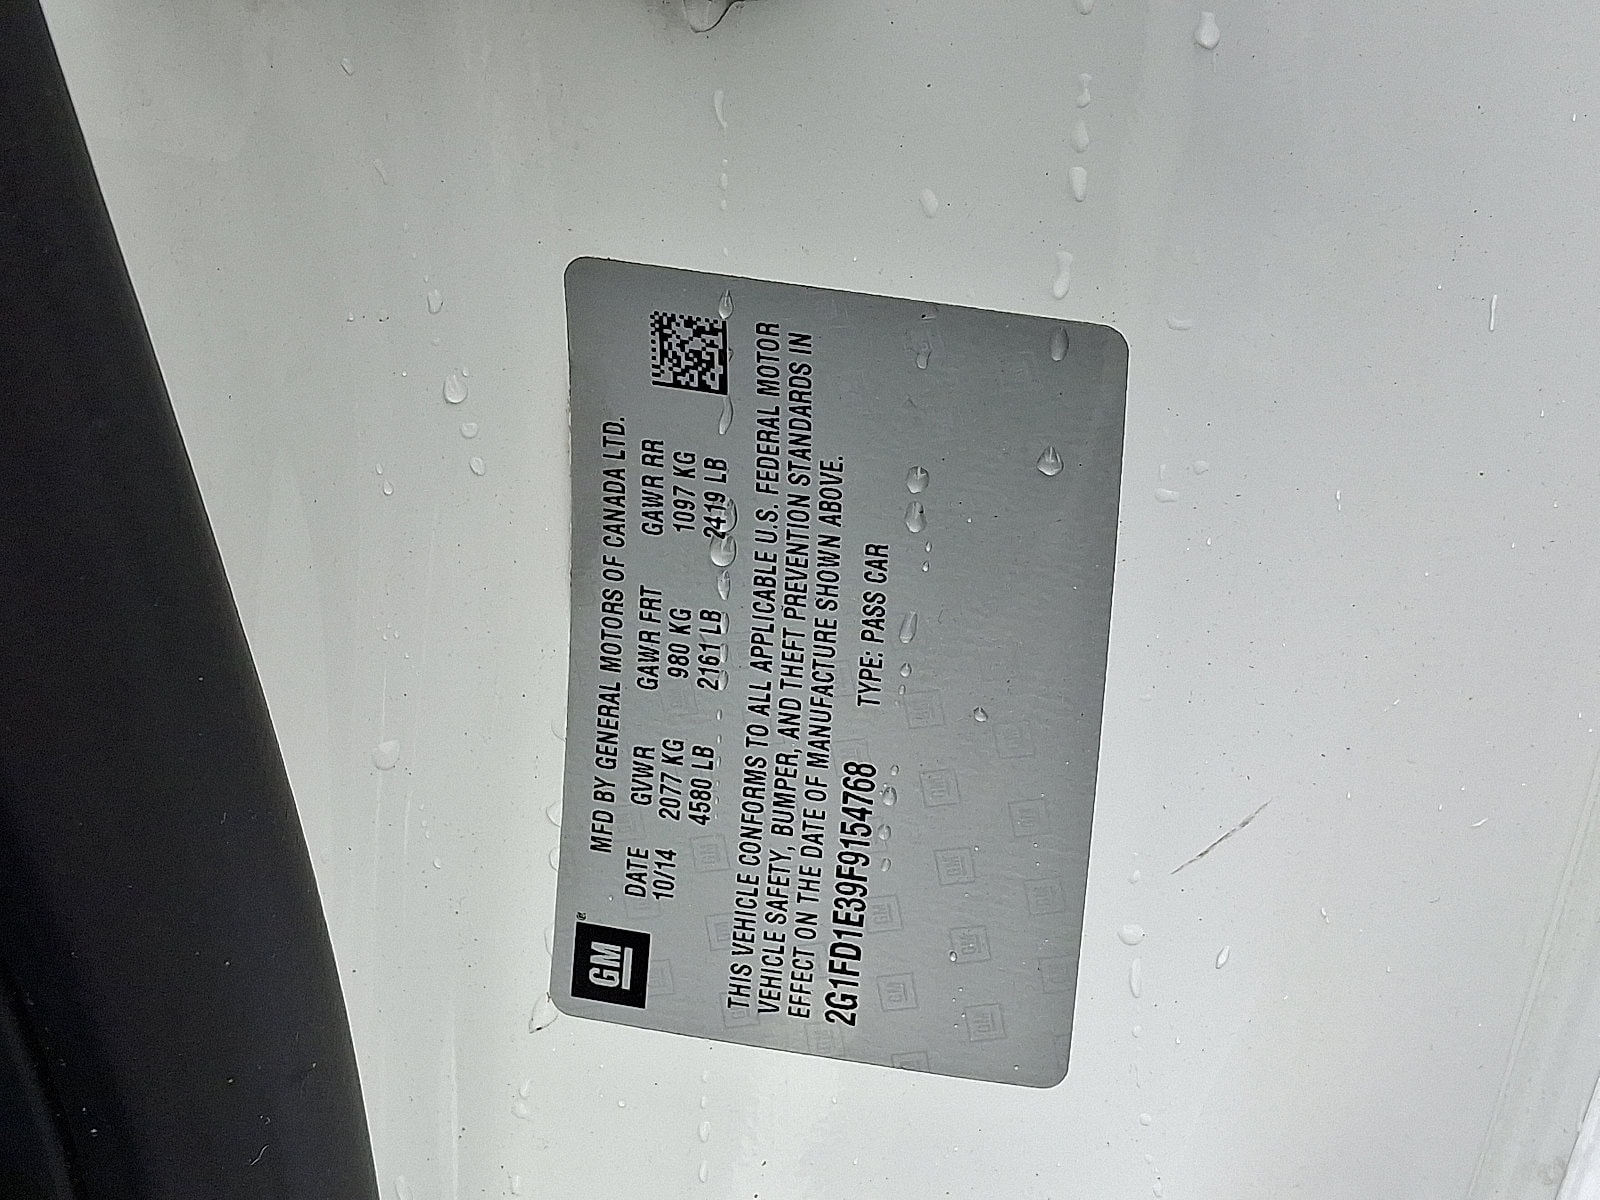 GM®
MFD BY GENERAL MOTORS OF CANADA LTD.
DATE GVWR GAWR FRT GAWR RR
10/14 2077 KG 980 KG 1097 KG
4580 LB 2161 LB 2419 LB
THIS VEHICLE CONFORMS TO ALL APPLICABLE U.S. FEDERAL MOTOR
VEHICLE SAFETY, BUMPER, AND THEFT PREVENTION STANDARDS IN
EFFECT ON THE DATE OF MANUFACTURE SHOWN ABOVE.
2G1FD1E39F9154768 TYPE: PASS CAR